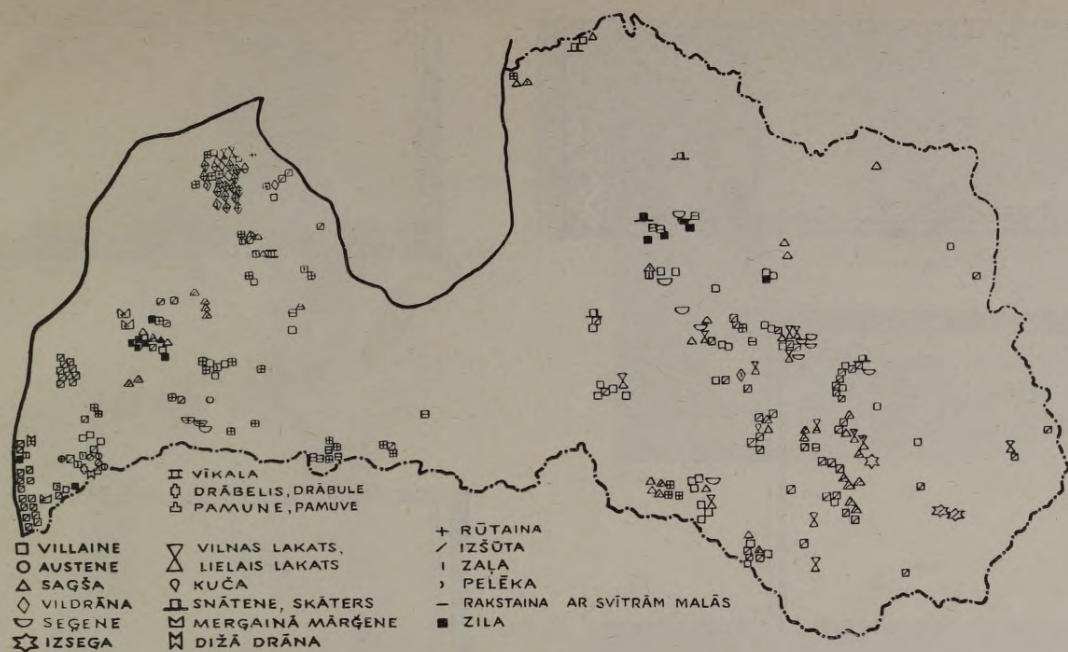 VĪKALA
DRĀBELIS, DRĀBULE
PAMUNE, PAMUVE
VILLAINE
AUSTENE
SAGŠA
VILDRĀNA
SEĢENE
IZSEGA
VILNAS LAKATS,
LIELAIS LAKATS
KUČA
SNĀTENE, SKĀTERS
MERGAINĀ MĀRĢENE
DIŽĀ DRĀNA
RŪTAINA
IZŠŪTA
ZAĻA
PELĒKA
RAKSTAINA AR SVĪTRĀM MALĀS
ZILA